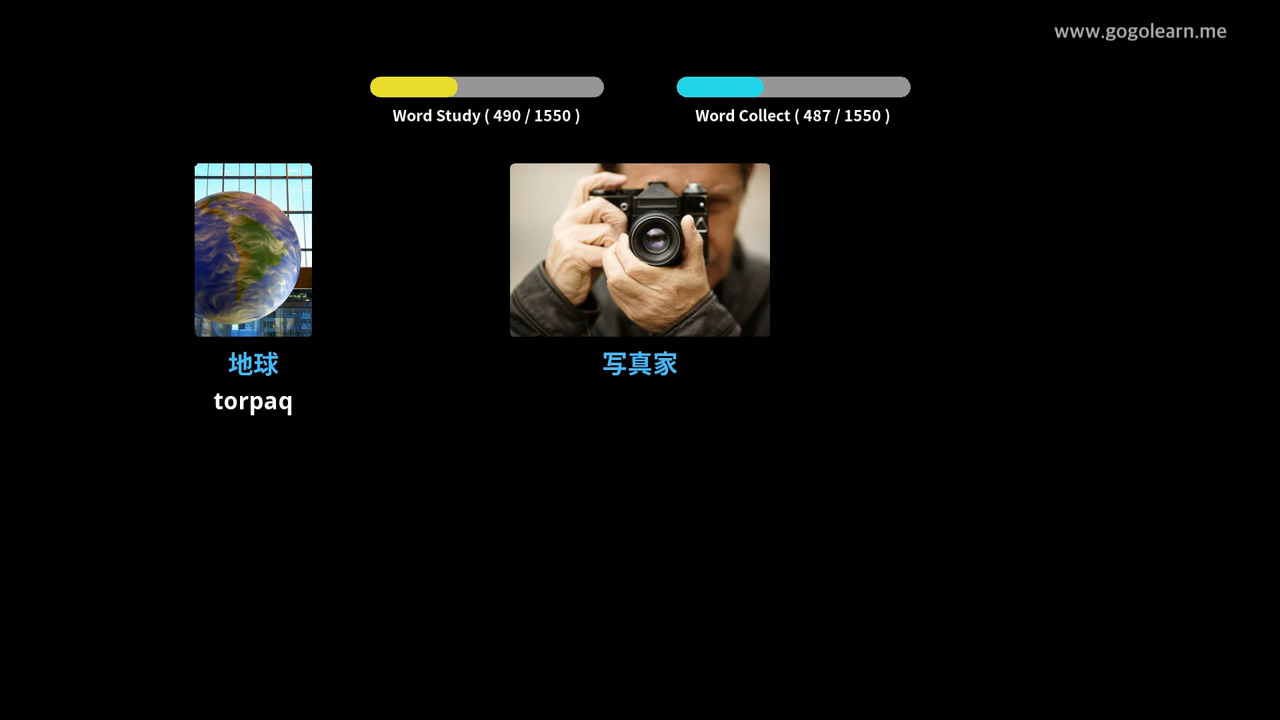 www.gogolearn.me
Word Study ( 490 / 1550 )
Word Collect ( 487 / 1550 )
地球
torpaq
写真家